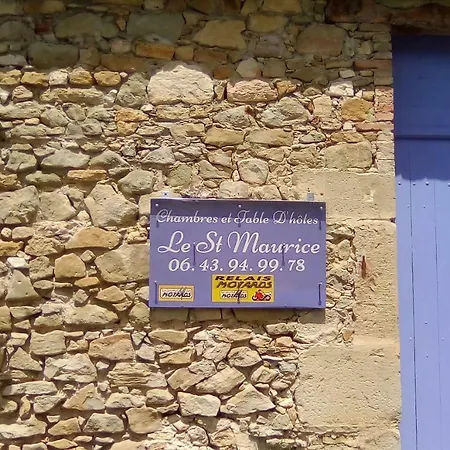 Chambres et Table D'hôtes
Le St Maurice
06.43.94.99.78
RELAIS
MOTARDS